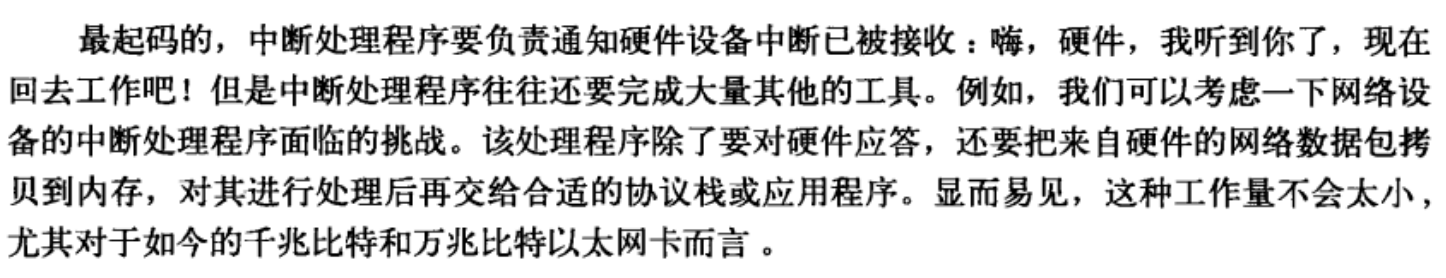 最起码的，中断处理程序要负责通知硬件设备中断已被接收：嗨，硬件，我听到你了，现在
回去工作吧！但是中断处理程序往往还要完成大量其他的工具。例如，我们可以考虑一下网络设
备的中断处理程序面临的挑战。该处理程序除了要对硬件应答，还要把来自硬件的网络数据包拷
贝到内存，对其进行处理后再交给合适的协议栈或应用程序。显而易见，这种工作量不会太小，
尤其对于如今的千兆比特和万兆比特以太网卡而言。